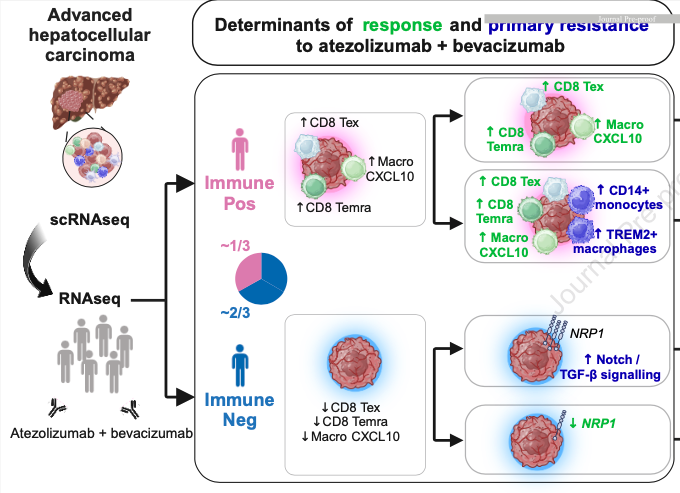 Advanced
hepatocellular
carcinoma
scRNAseq
RNAseq
Atezolizumab + bevacizumab
Journal Pre-proof
Determinants of response and primary resistance
to atezolizumab + bevacizumab
Immune
Pos
~1/3
~2/3
Immune
Neg
↑ CD8 Tex
↑ Macro
CXCL10
↑ CD8 Temra
↑ CD8 Tex
↑ CD8
Temra
↑ Macro
CXCL10
↑ CD8 Tex
↑ CD8
Temra
↑ Macro
CXCL10
↑ CD14+
monocytes
↑ TREM2+
macrophages
↓ CD8 Tex
↓ CD8 Temra
↓ Macro CXCL10
NRP1
↑ Notch /
TGF-β signalling
↓ NRP1
Journal Pre-pro